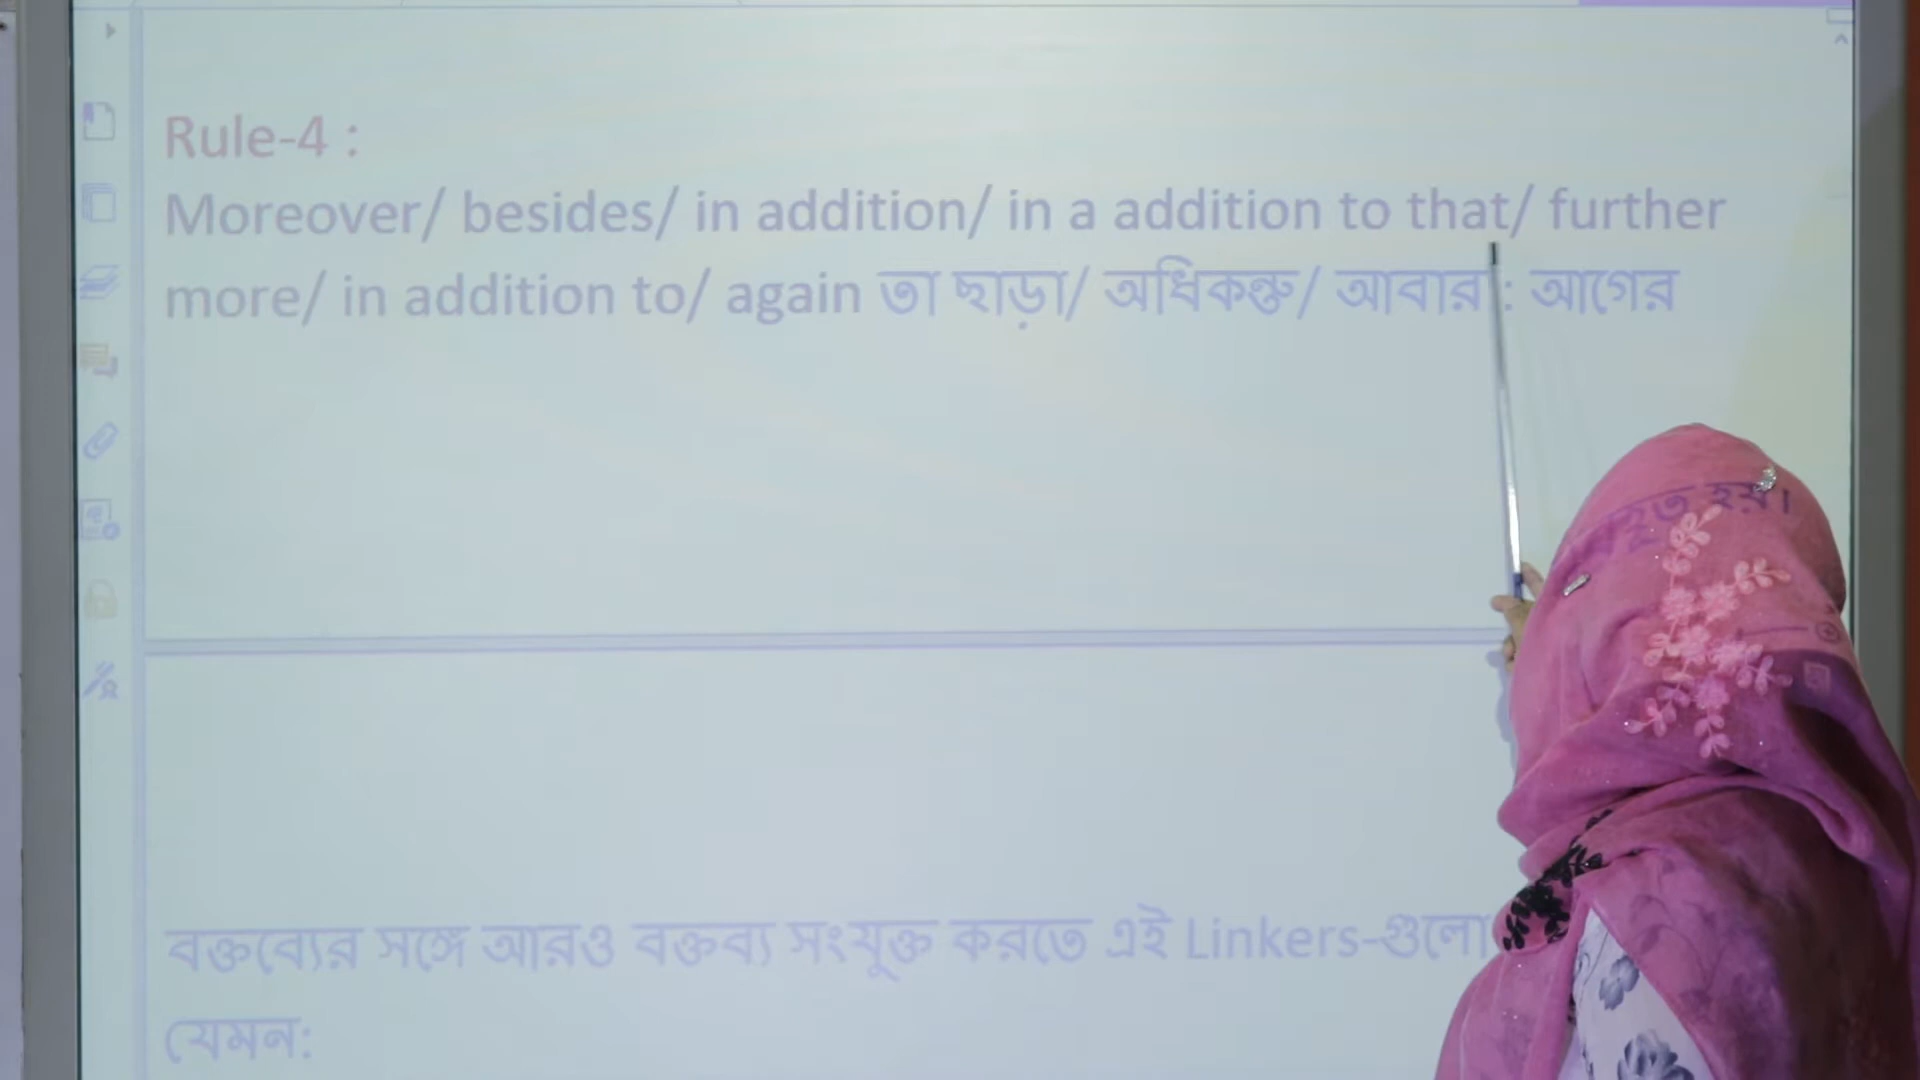 Rule-4 :
Moreover/ besides/ in addition/ in a addition to that/ further
more/ in addition to/ again তা ছাড়া/ অধিকন্তু/ আবার : আগের
বক্তব্যের সঙ্গে আরও বক্তব্য সংযুক্ত করতে এই Linkers-গুলো হয়।
যেমন: